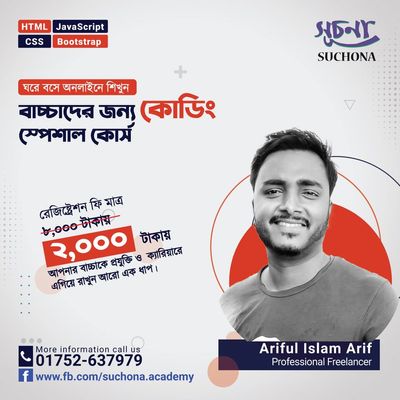 HTML JavaScript
CSS Bootstrap
সূচনা
SUCHONA
ঘরে বসে অনলাইনে শিখুন
বাচ্চাদের জন্য কোডিং
স্পেশাল কোর্স
রেজিষ্ট্রেশন ফি মাত্র
৮,০০০ টাকায়
২,০০০ টাকায়
আপনার বাচ্চাকে প্রযুক্তি ও ক্যারিয়ারে
এগিয়ে রাখুন আরো এক ধাপ।
More information call us
01752-637979
www.fb.com/suchona.academy
Ariful Islam Arif
Professional Freelancer